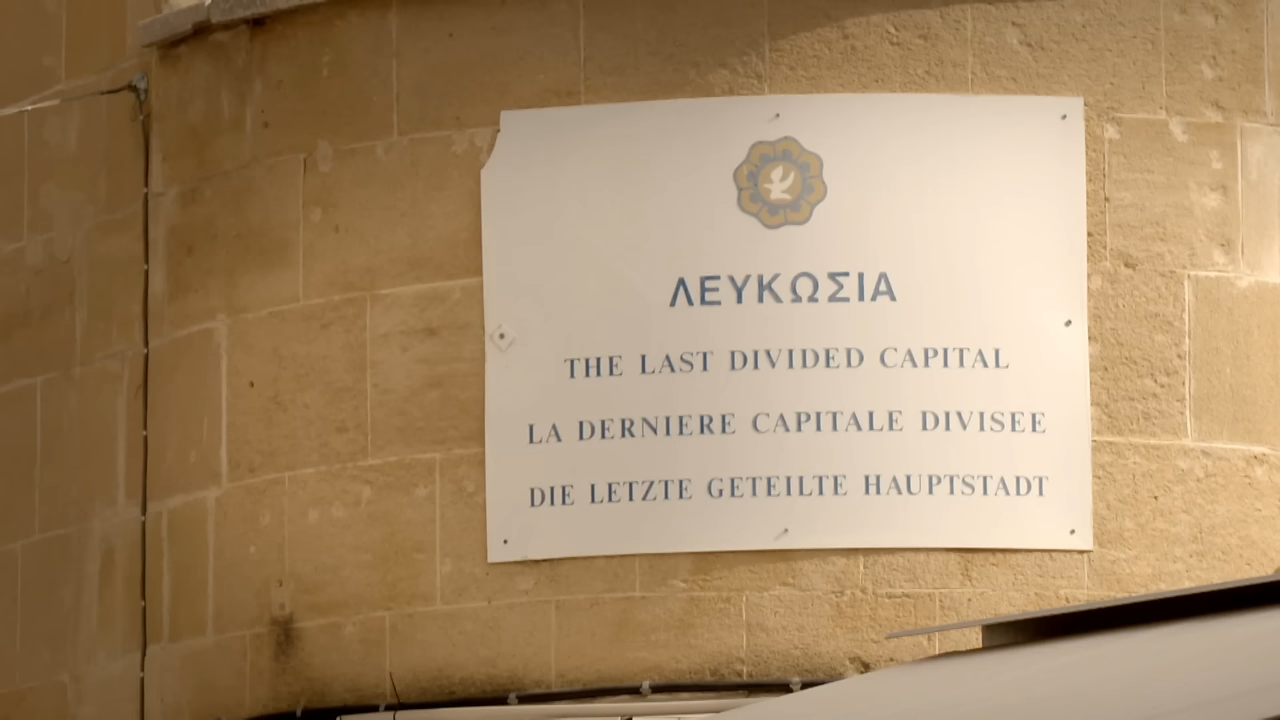 ΛΕΥΚΩΣΙΑ
THE LAST DIVIDED CAPITAL
LA DERNIERE CAPITALE DIVISEE
DIE LETZTE GETEILTE HAUPTSTADT